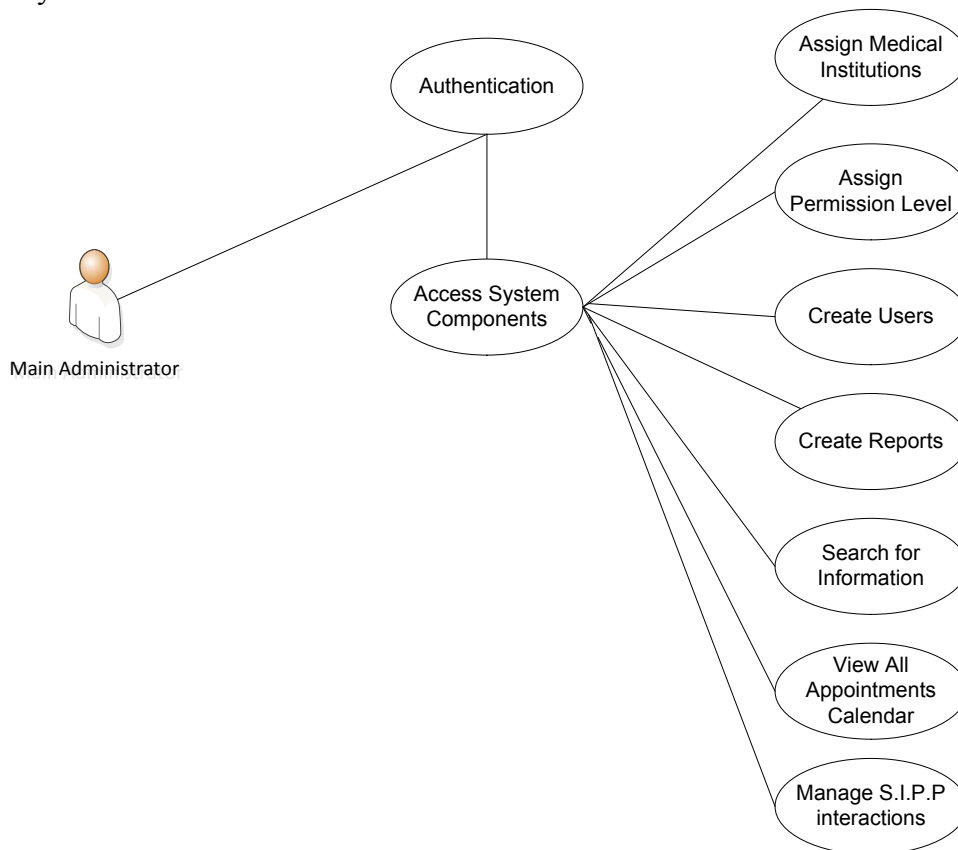 Authentication
Assign Medical
Institutions
Assign
Permission Level
Access System
Components
Create Users
Main Administrator
Create Reports
Search for
Information
View All
Appointments
Calendar
Manage S.I.P.P
interactions